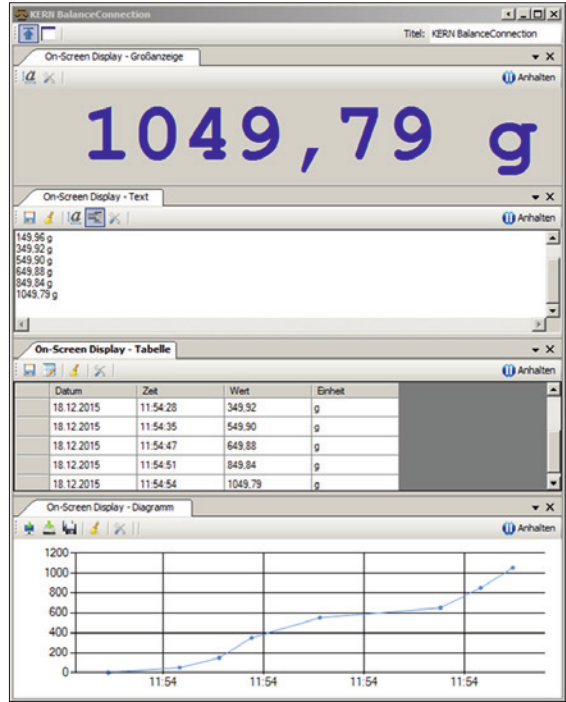 KERN BalanceConnection
Titel: KERN BalanceConnection
On-Screen Display - Großanzeige
a Anhalten
1049,79 g
On-Screen Display - Text
a Anhalten
149,96 g
349,92 g
549,90 g
649,88 g
849,84 g
1049,79 g
On-Screen Display - Tabelle
Anhalten
Datum Zeit Wert Einheit
18.12.2015 11:54:28 349,92 g
18.12.2015 11:54:35 549,90 g
18.12.2015 11:54:47 649,88 g
18.12.2015 11:54:51 849,84 g
18.12.2015 11:54:54 1049,79 g
On-Screen Display - Diagramm
Anhalten
1200
1000
800
600
400
200
0
11:54 11:54 11:54 11:54